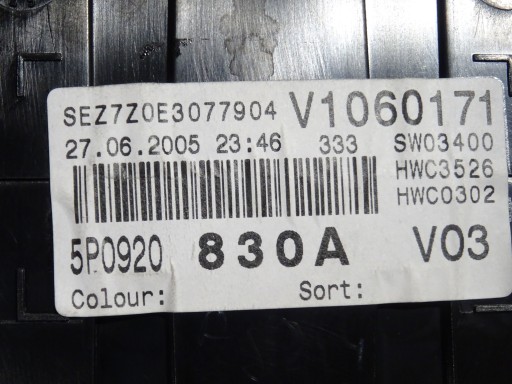 SEZ7Z0E3077904 V1060171
27.06.2005 23:46 333 SW03400
HWC3526
HWC0302
5P0920 830A V03
Colour: Sort: